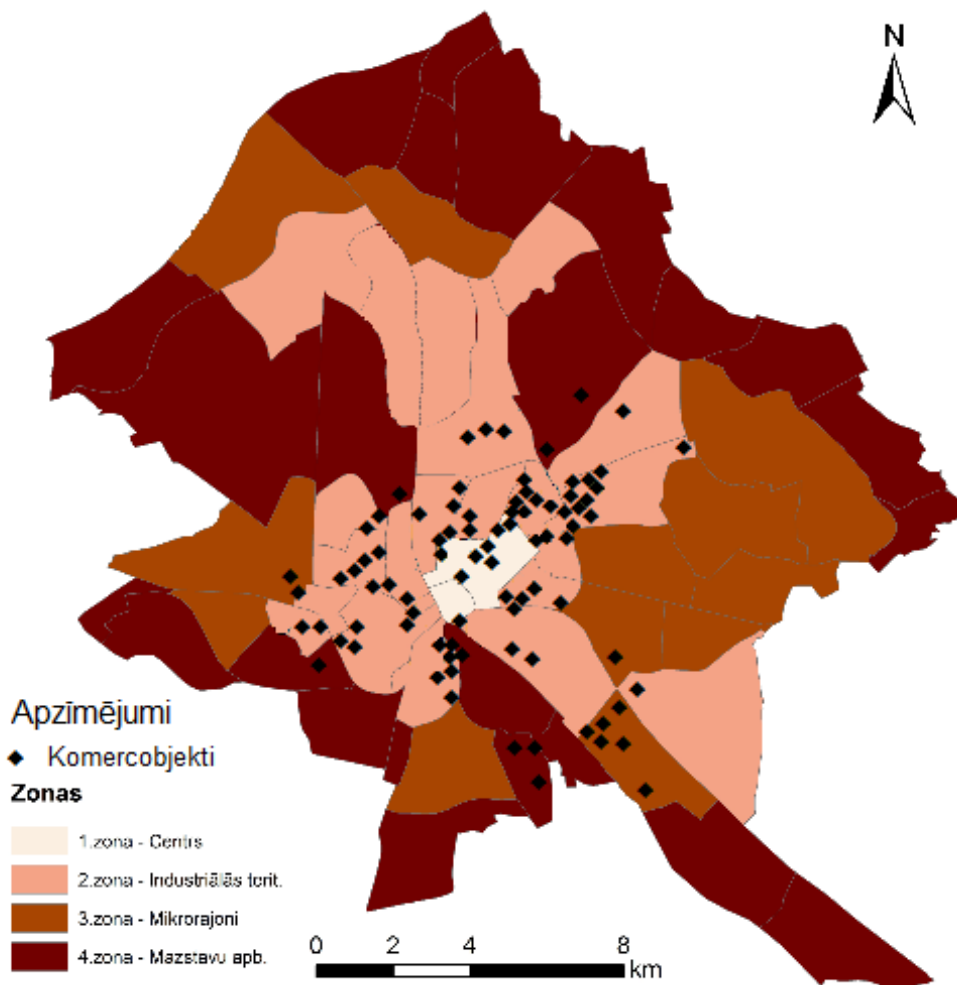 N
Apzīmējumi
Komercobjekti
Zonas
1.zona - Centrs
2.zona - Industriālās terit.
3.zona - Mikrorajoni
4.zona - Mazstavu apb.
0 2 4 8
km